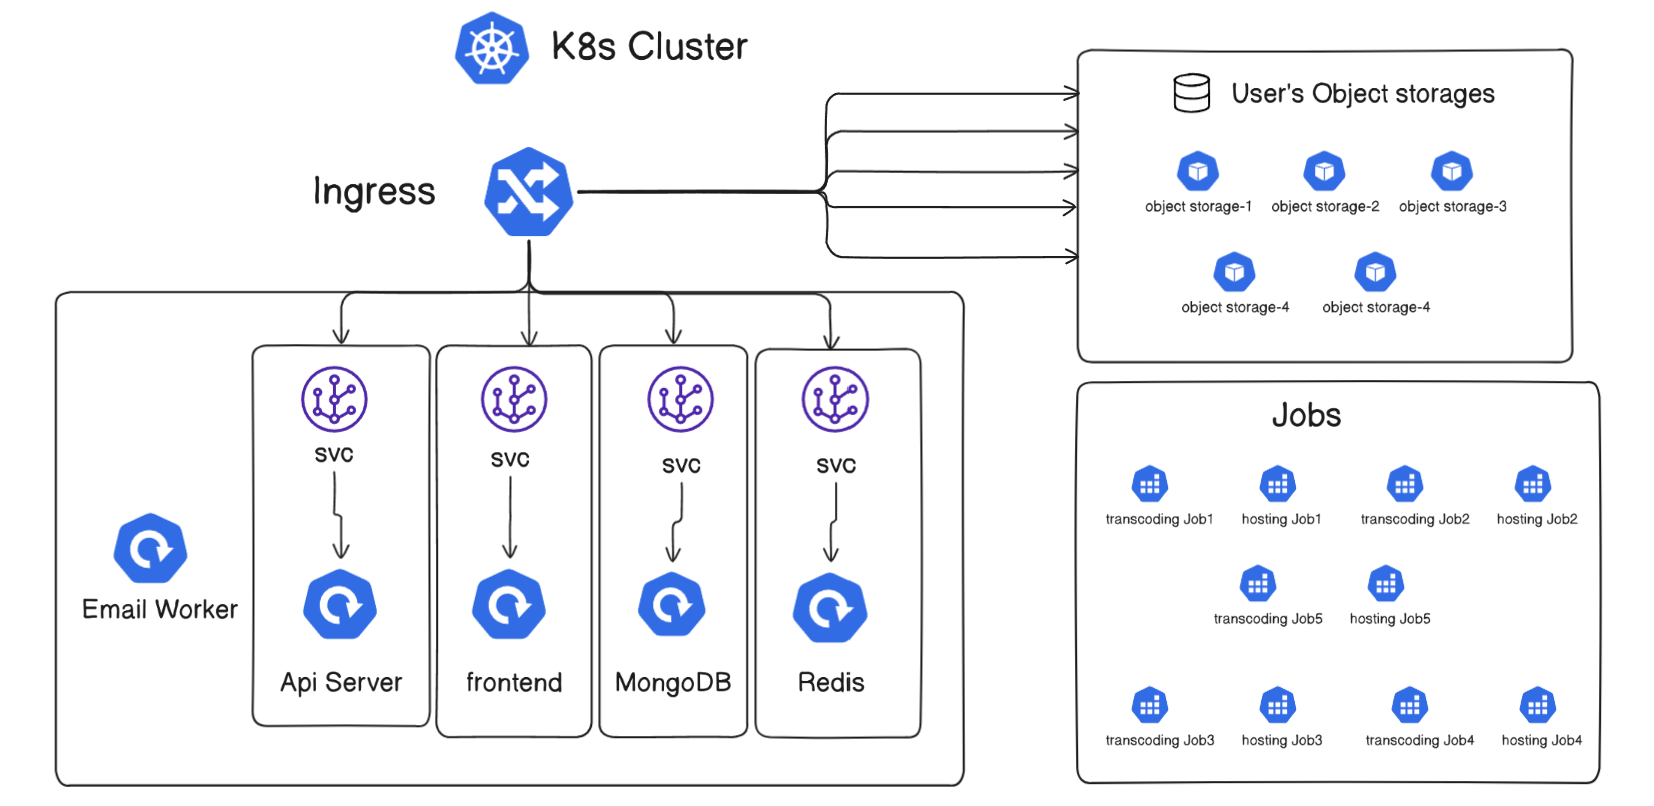 K8s Cluster
Ingress
User's Object storages
object storage-1
object storage-2
object storage-3
object storage-4
object storage-4
svc
svc
svc
svc
Email Worker
Api Server
frontend
MongoDB
Redis
Jobs
transcoding Job1
hosting Job1
transcoding Job2
hosting Job2
transcoding Job5
hosting Job5
transcoding Job3
hosting Job3
transcoding Job4
hosting Job4